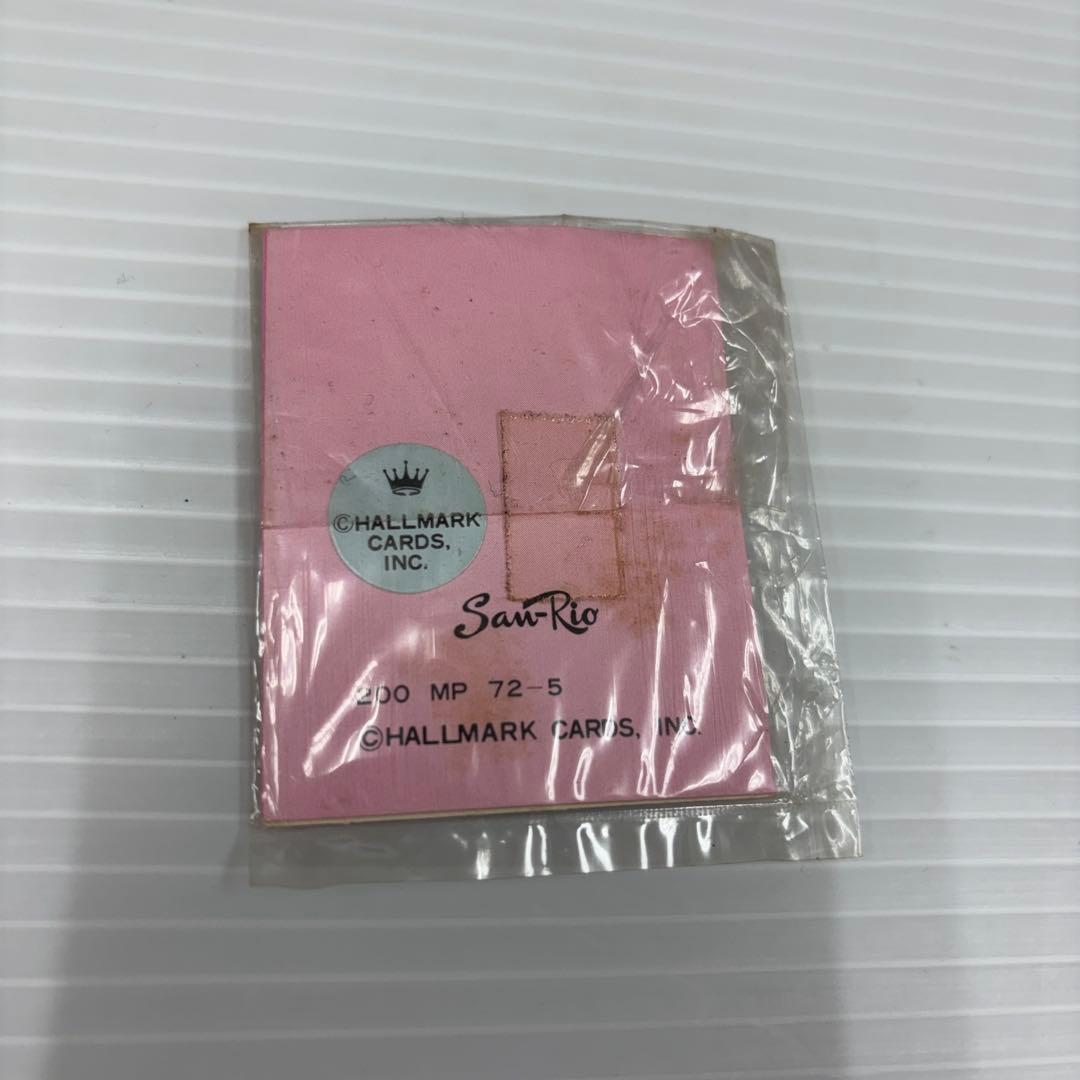 ©HALLMARK
CARDS,
INC.
San-Rio
200 MP 72-5
©HALLMARK CARDS, INC.